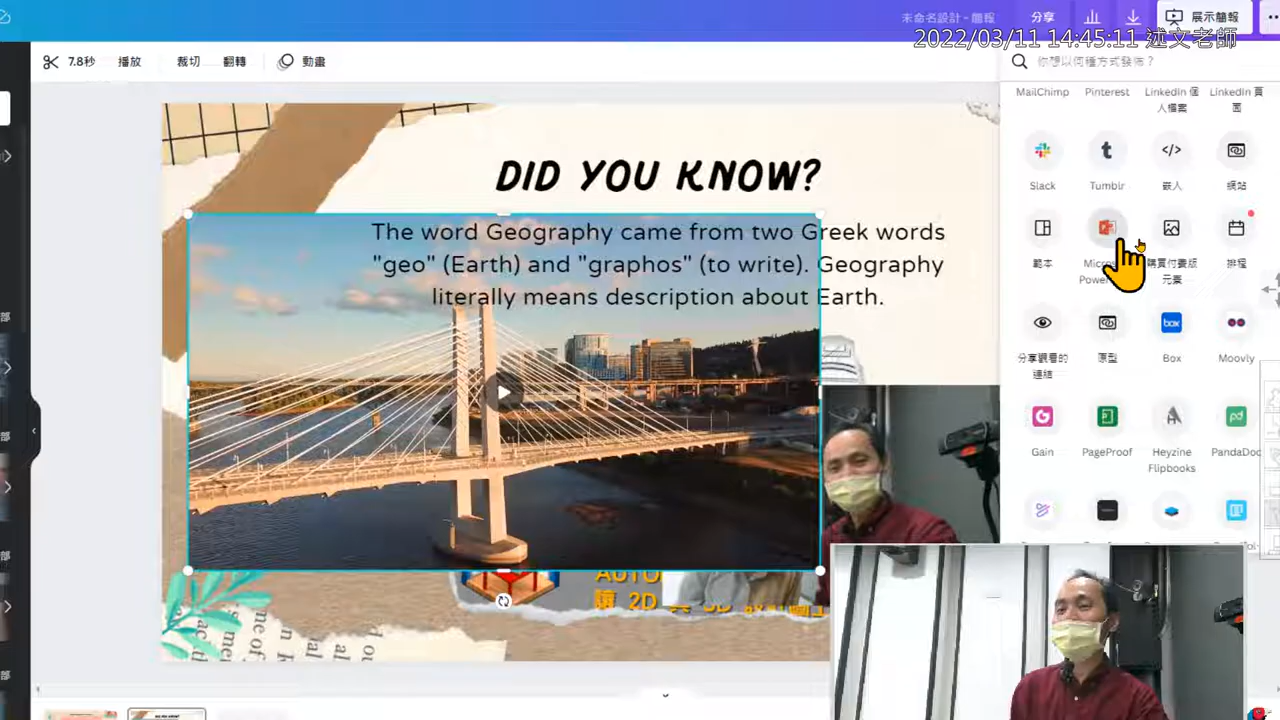 未命名設計 - 簡報
分享
展示簡報
2022/03/11 14:45:11 述文老師
7.8秒
播放
裁切
翻轉
動畫
你想以何種方式發佈？
MailChimp
Pinterest
LinkedIn 個人檔案
LinkedIn 頁面
DID YOU KNOW?
The word Geography came from two Greek words
"geo" (Earth) and "graphos" (to write). Geography
literally means description about Earth.
Slack
Tumblr
嵌入
網站
範本
購買付費版元素
排程
分享觀看的連結
原型
Box
box
Moovly
Gain
PageProof
Heyzine Flipbooks
PandaDoc